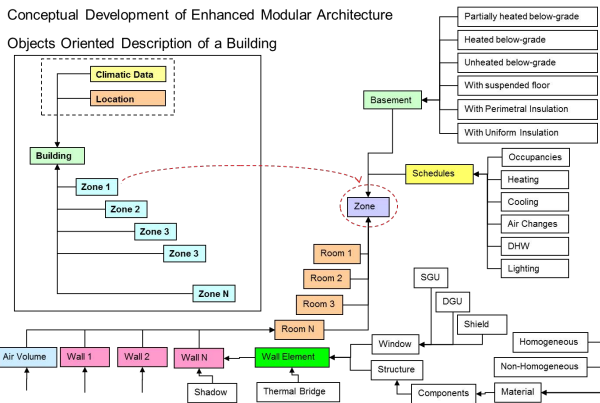 Conceptual Development of Enhanced Modular Architecture
Objects Oriented Description of a Building
Climatic Data
Location
Building
Zone 1
Zone 2
Zone 3
Zone 3
Zone N
Partially heated below-grade
Heated below-grade
Unheated below-grade
With suspended floor
With Perimetral Insulation
With Uniform Insulation
Basement
Schedules
Occupancies
Heating
Cooling
Air Changes
DHW
Lighting
Zone
Room 1
Room 2
Room 3
Room N
SGU
DGU
Shield
Air Volume
Wall 1
Wall 2
Wall N
Wall Element
Window
Structure
Homogeneous
Non-Homogeneous
Shadow
Thermal Bridge
Components
Material